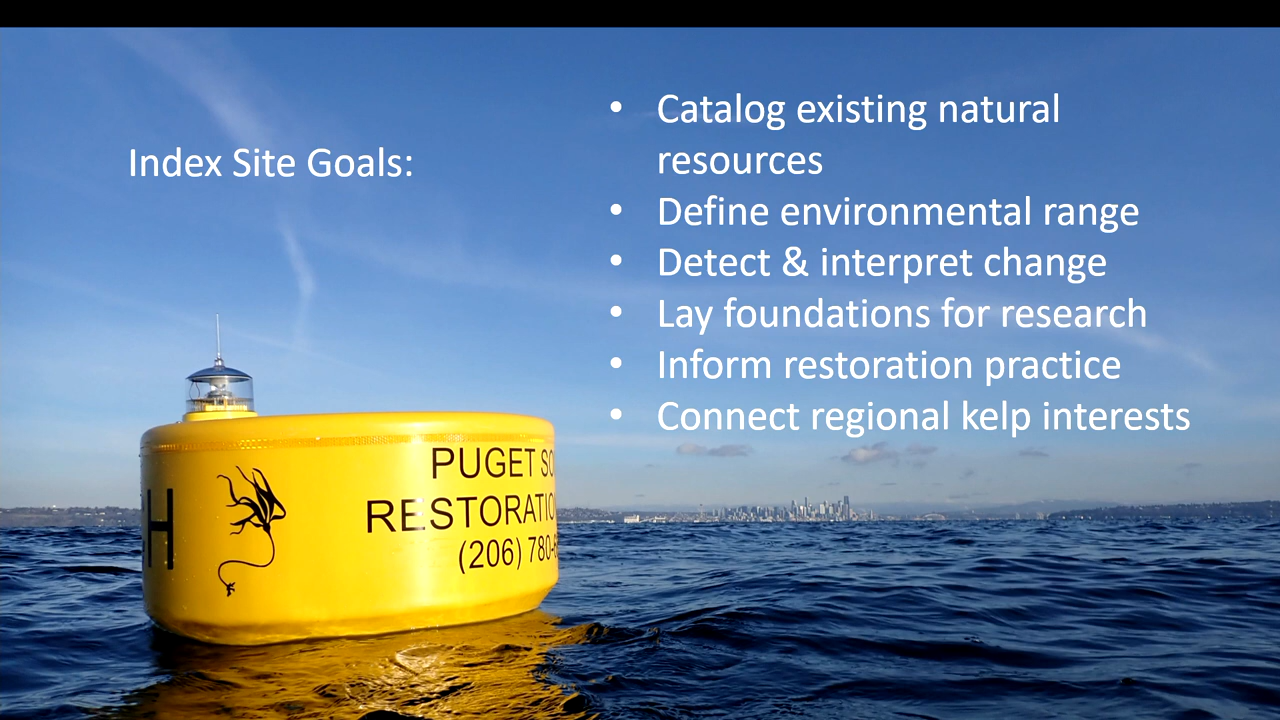 Index Site Goals:
• Catalog existing natural
resources
• Define environmental range
• Detect & interpret change
• Lay foundations for research
• Inform restoration practice
• Connect regional kelp interests
H
PUGET SO
RESTORATIO
(206) 780-